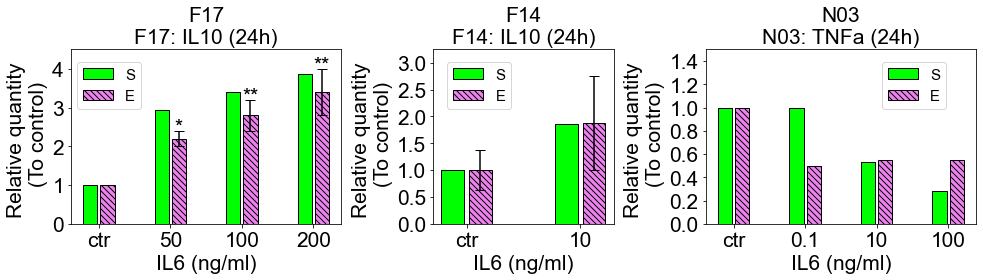 F17
F17: IL10 (24h)
Relative quantity
(To control)
4
3
2
1
0
S
E
*
**
**
ctr
50
100
200
IL6 (ng/ml)
F14
F14: IL10 (24h)
Relative quantity
(To control)
3.0
2.5
2.0
1.5
1.0
0.5
0.0
S
E
ctr
10
IL6 (ng/ml)
N03
N03: TNFa (24h)
Relative quantity
(To control)
1.4
1.2
1.0
0.8
0.6
0.4
0.2
0.0
S
E
ctr
0.1
10
100
IL6 (ng/ml)